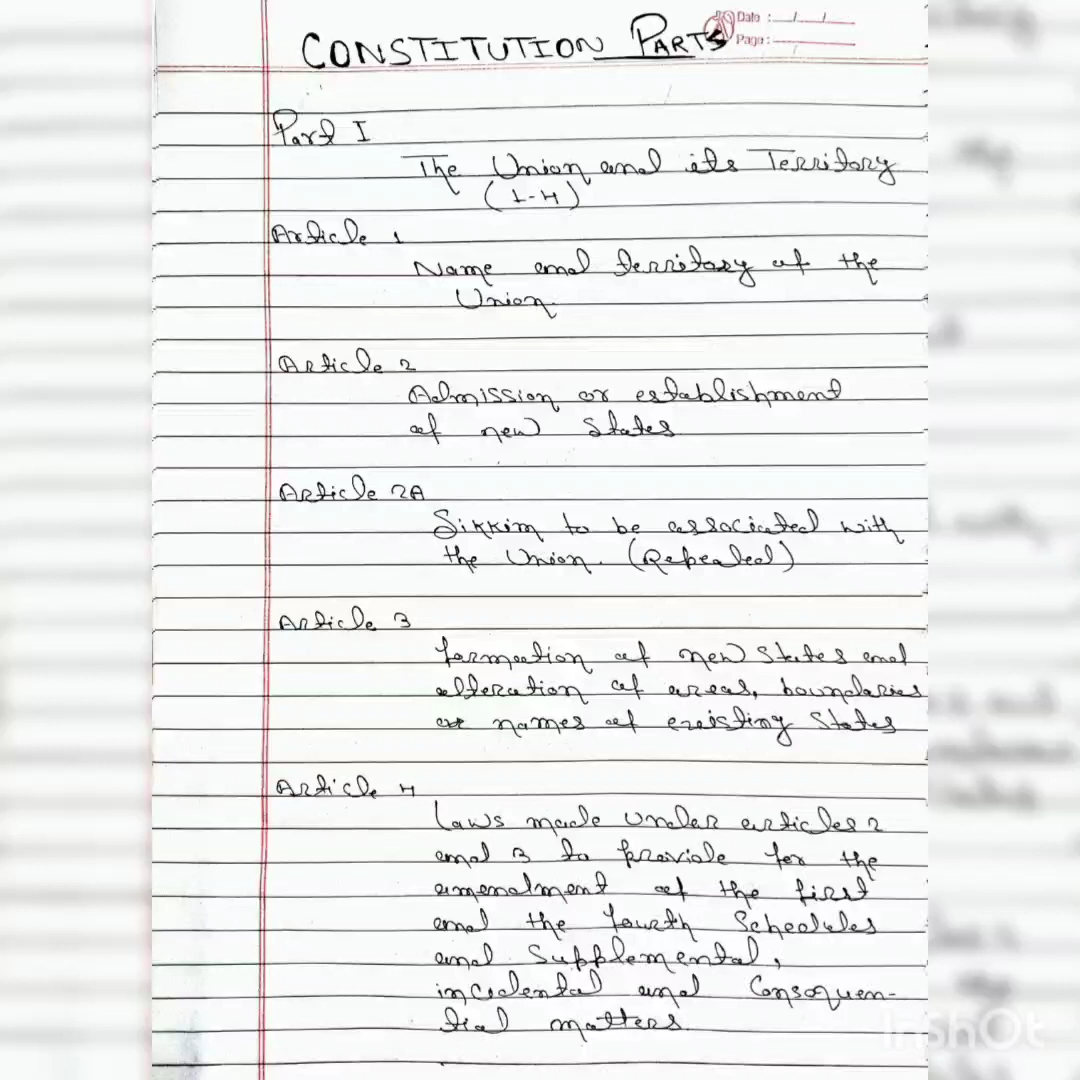 Date : __/__/__
CONSTITUTION PARTS
Page :
Part I
The Union and its Territory
(1-4)
Article 1
Name and territory of the
Union.
Article 2
Admission or establishment
of new States
Article 2A
Sikkim to be associated with
the Union. (Repealed)
Article 3
formation of new States and
alteration of areas, boundaries
or names of existing States
Article 4
Laws made under articles 2
and 3 to provide for the
amendment of the first
and the fourth Schedules
and Supplemental,
incidental and Consequen-
tial matters.
InShOt